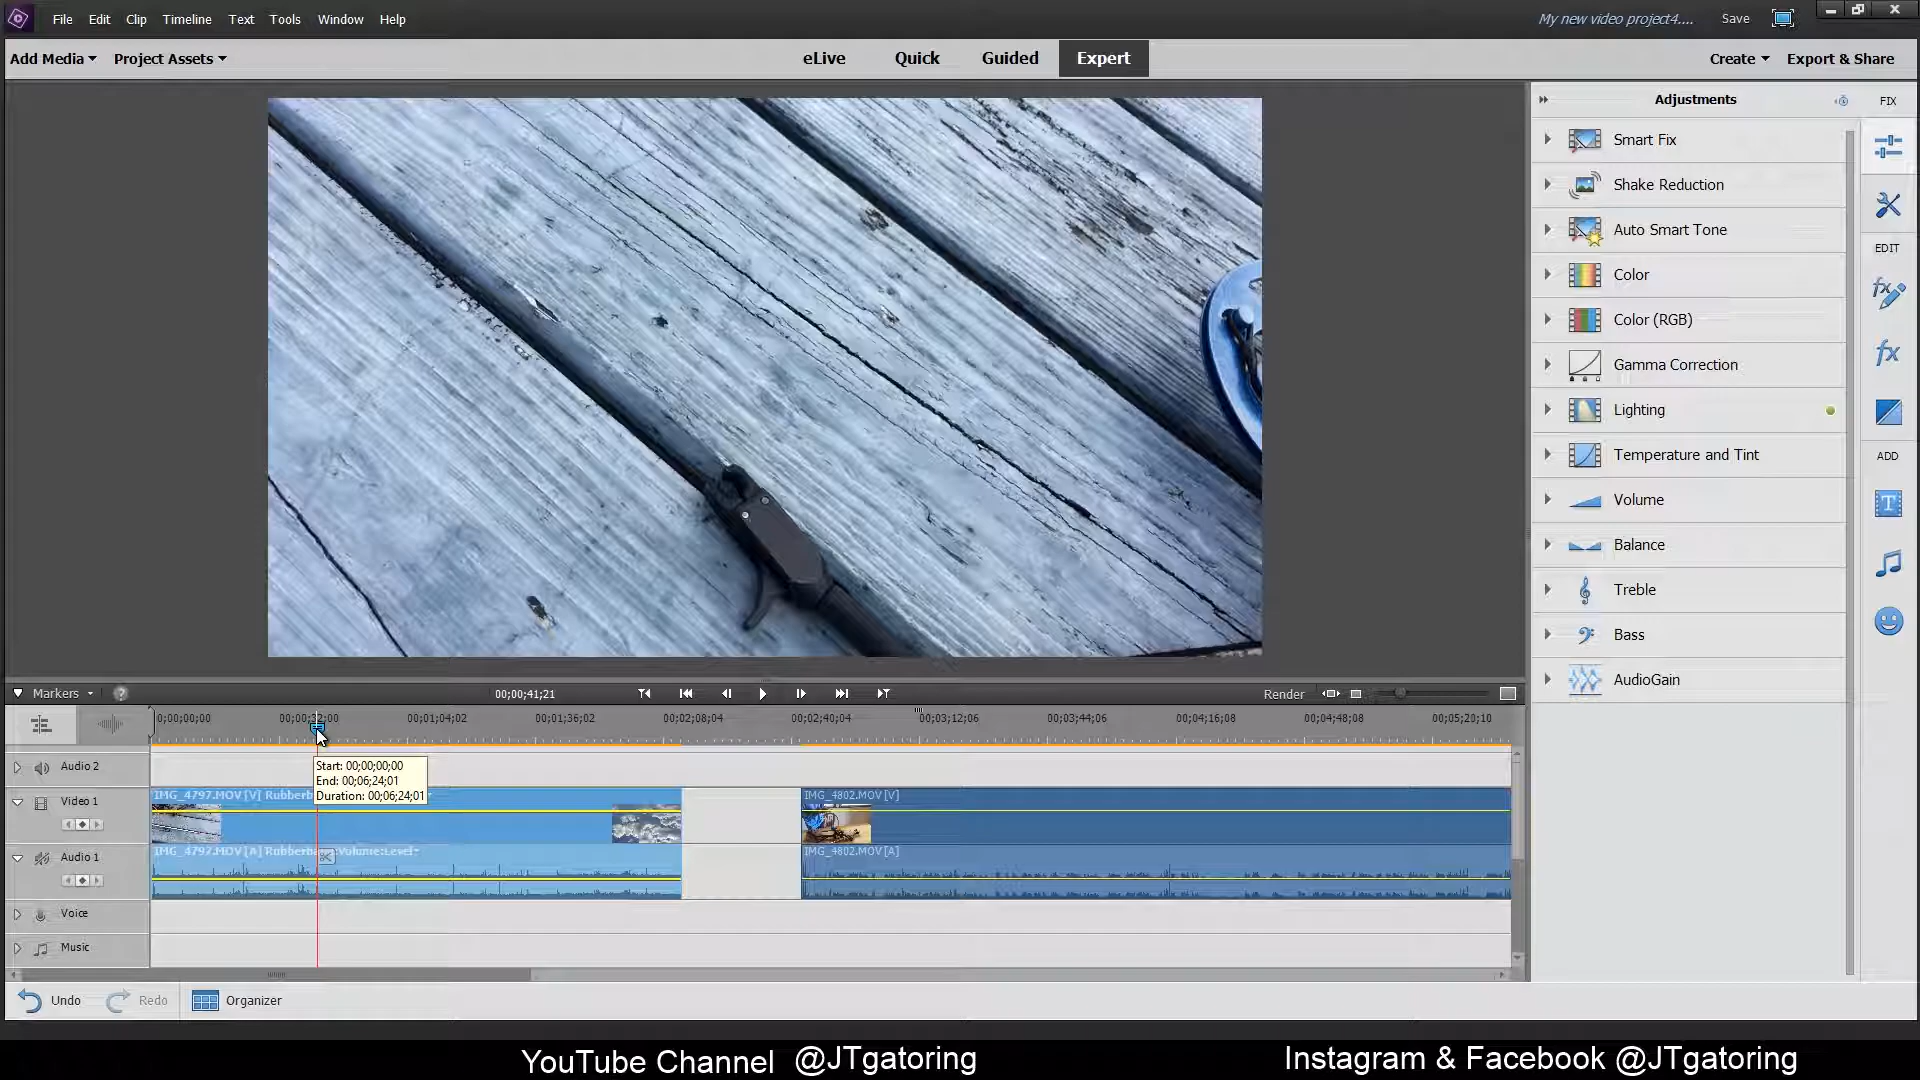 File Edit Clip Timeline Text Tools Window Help
My new video project4.... Save
Add Media Project Assets
eLive Quick Guided Expert
Create Export & Share
Adjustments
FIX
Smart Fix
Shake Reduction
Auto Smart Tone
EDIT
Color
Color (RGB)
Gamma Correction
Lighting
Temperature and Tint
ADD
Volume
Balance
Treble
Bass
AudioGain
Markers
00;00;41;21
Render
0;00;00;00 00;00;32;00 00;01;04;02 00;01;36;02 00;02;08;04 00;02;40;04 00;03;12;06 00;03;44;06 00;04;16;08 00;04;48;08 00;05;20;10
Audio 2
Start: 00;00;00;00
End: 00;06;24;01
Duration: 00;06;24;01
Video 1
IMG_4797.MOV [V] Rubberb
IMG_4802.MOV [V]
Audio 1
IMG_4797.MOV [A] Rubberba :Volume:Level
IMG_4802.MOV [A]
Voice
Music
Undo Redo Organizer
YouTube Channel @JTgatoring
Instagram & Facebook @JTgatoring